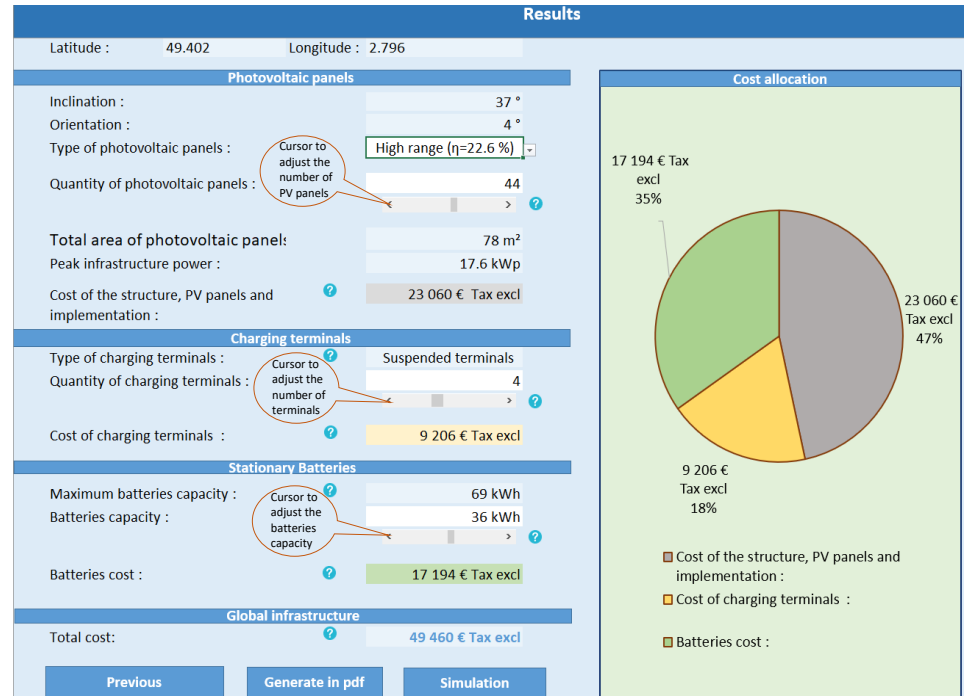 Results
Latitude : 49.402 Longitude : 2.796
Photovoltaic panels
Inclination : 37 °
Orientation : 4 °
Type of photovoltaic panels : High range (η=22.6 %)
Cursor to
adjust the
number of
PV panels
Quantity of photovoltaic panels : 44
< > ?
Total area of photovoltaic panels 78 m²
Peak infrastructure power : 17.6 kWp
Cost of the structure, PV panels and
implementation : ? 23 060 € Tax excl
Charging terminals
Type of charging terminals : ? Suspended terminals
Cursor to
adjust the
number of
terminals
Quantity of charging terminals : 4
< > ?
Cost of charging terminals : ? 9 206 € Tax excl
Stationary Batteries
Maximum batteries capacity : ? 69 kWh
Cursor to
adjust the
batteries
capacity
Batteries capacity : 36 kWh
< > ?
Batteries cost : ? 17 194 € Tax excl
Global infrastructure
Total cost: ? 49 460 € Tax excl
Previous Generate in pdf Simulation
Cost allocation
17 194 € Tax
excl
35%
23 060 €
Tax excl
47%
9 206 €
Tax excl
18%
Cost of the structure, PV panels and
implementation :
Cost of charging terminals :
Batteries cost :